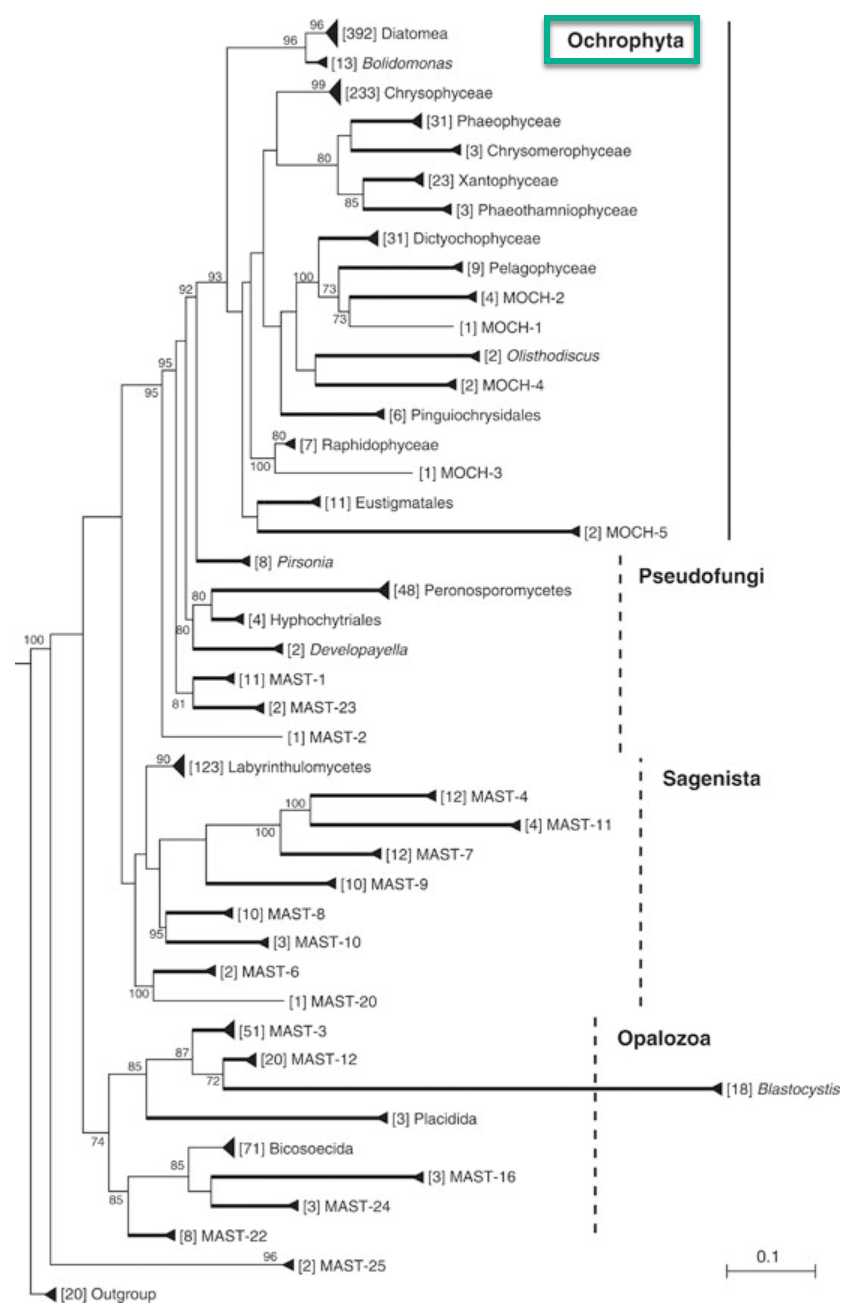 96
[392] Diatomea
Ochrophyta
96
[13] Bolidomonas
99
[233] Chrysophyceae
[31] Phaeophyceae
80
[3] Chrysomerophyceae
[23] Xantophyceae
85
[3] Phaeothamniophyceae
[31] Dictyochophyceae
93
100
[9] Pelagophyceae
92
73
[4] MOCH-2
73
[1] MOCH-1
[2] Olisthodiscus
95
95
[2] MOCH-4
[6] Pinguiochrysidales
80
[7] Raphidophyceae
100
[1] MOCH-3
[11] Eustigmatales
[2] MOCH-5
[8] Pirsonia
Pseudofungi
80
[48] Peronosporomycetes
[4] Hyphochytriales
80
[2] Developayella
100
[11] MAST-1
81
[2] MAST-23
[1] MAST-2
90
[123] Labyrinthulomycetes
Sagenista
100
[12] MAST-4
100
[4] MAST-11
[12] MAST-7
[10] MAST-9
[10] MAST-8
95
[3] MAST-10
[2] MAST-6
100
[1] MAST-20
[51] MAST-3
Opalozoa
87
[20] MAST-12
85
72
[18] Blastocystis
[3] Placidida
74
[71] Bicosoecida
85
[3] MAST-16
85
[3] MAST-24
[8] MAST-22
96
[2] MAST-25
0.1
[20] Outgroup